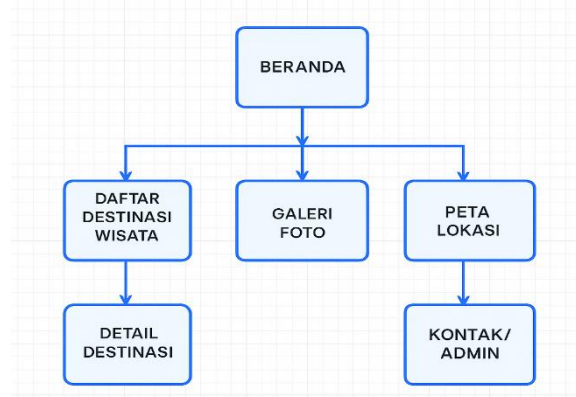 BERANDA
DAFTAR
DESTINASI
WISATA
GALERI
FOTO
PETA
LOKASI
DETAIL
DESTINASI
KONTAK/
ADMIN